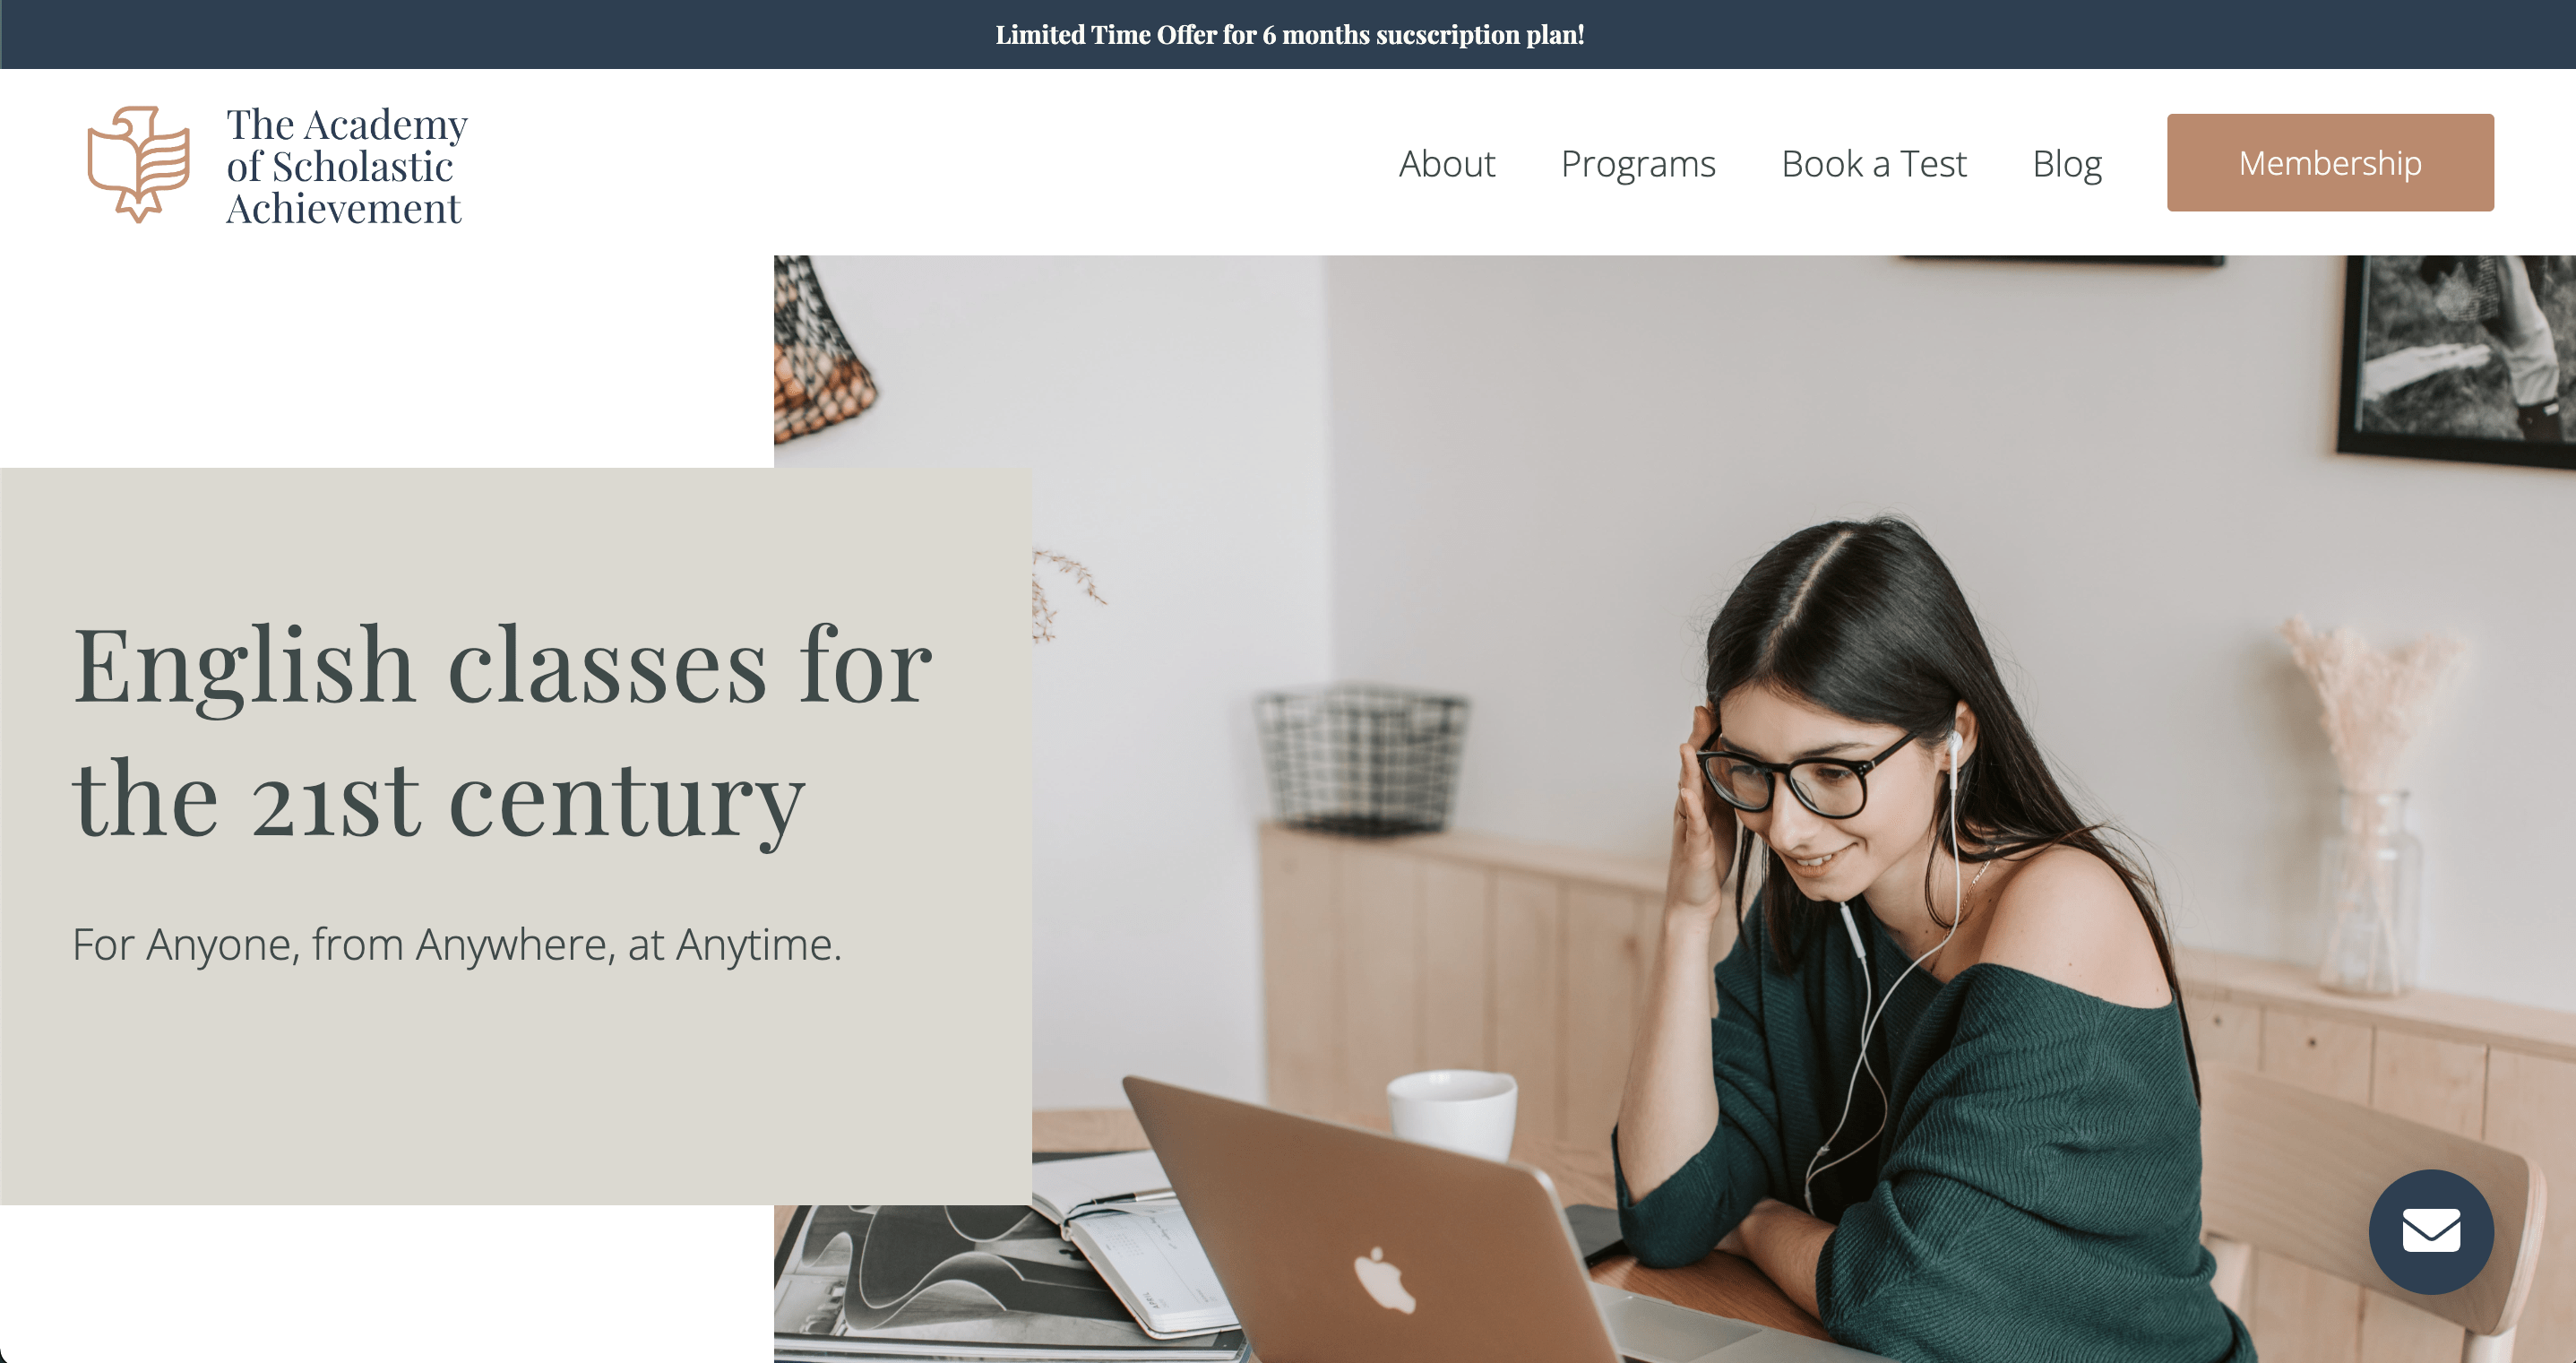 Limited Time Offer for 6 months sucscription plan!
The Academy
of Scholastic
Achievement
About Programs Book a Test Blog Membership
English classes for
the 21st century
For Anyone, from Anywhere, at Anytime.